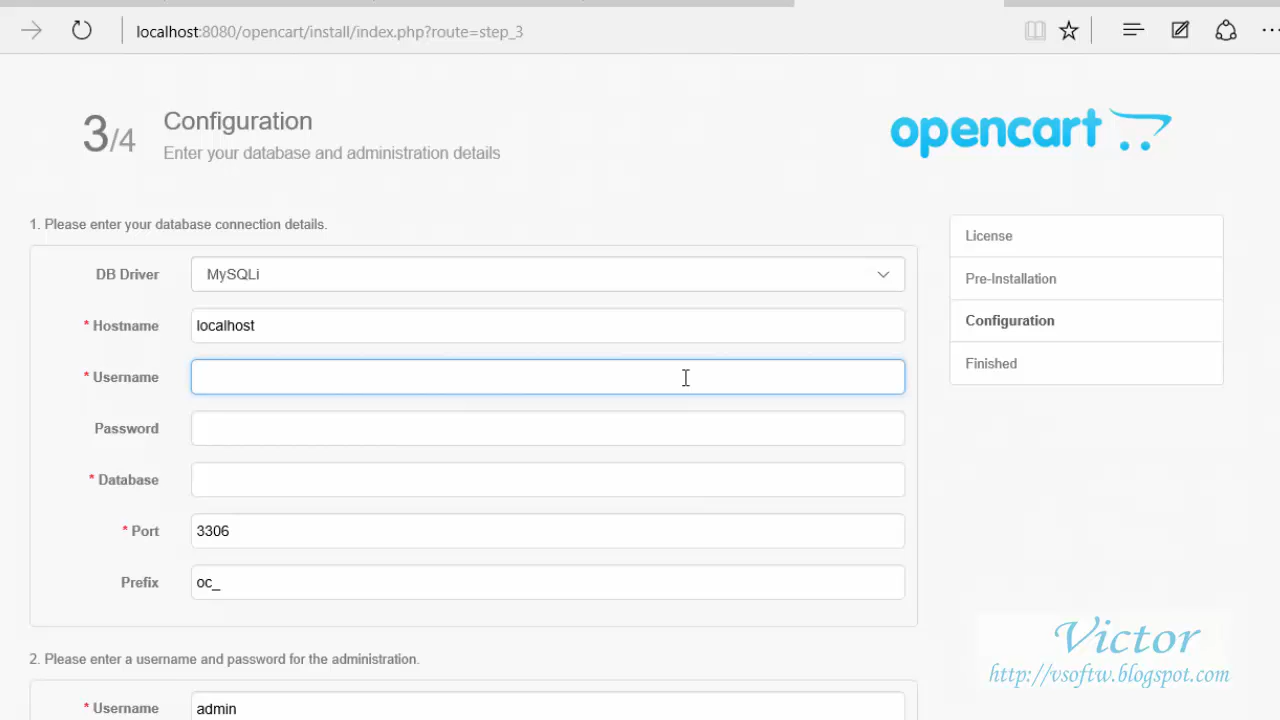 localhost:8080/opencart/install/index.php?route=step_3
3/4
Configuration
Enter your database and administration details
opencart
1. Please enter your database connection details.
DB Driver
MySQLi
* Hostname
localhost
* Username
Password
* Database
* Port
3306
Prefix
oc_
License
Pre-Installation
Configuration
Finished
2. Please enter a username and password for the administration.
* Username
admin
Victor
http://vsoftw.blogspot.com